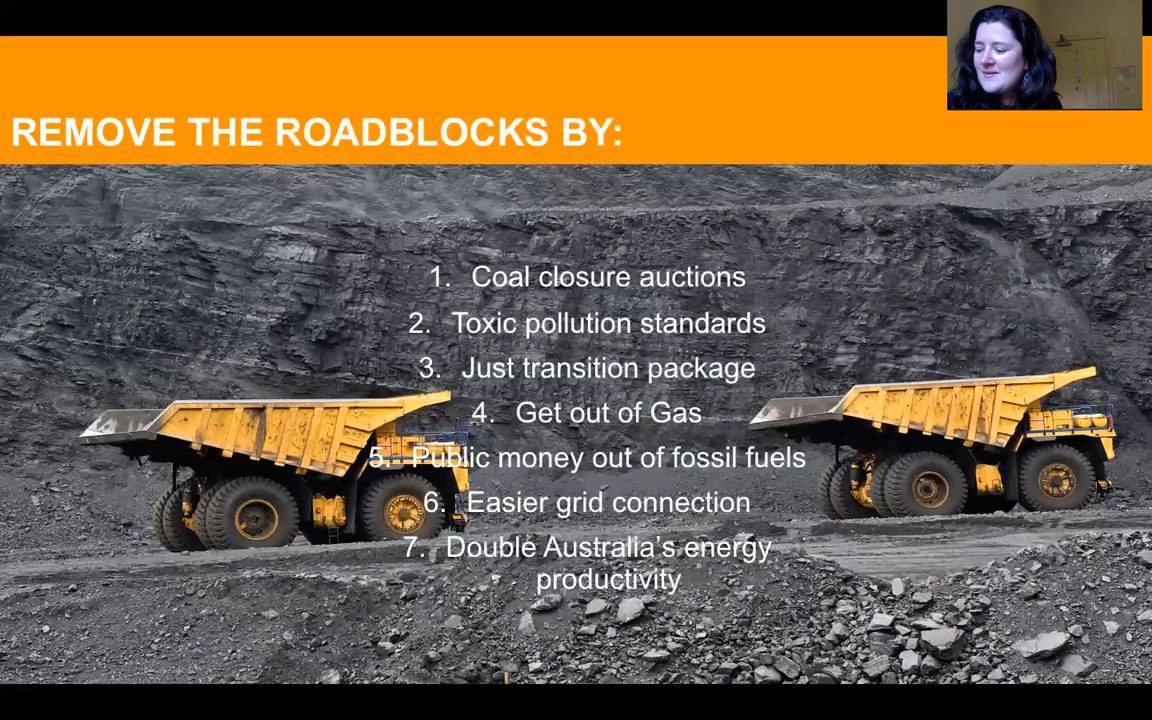 REMOVE THE ROADBLOCKS BY:
1. Coal closure auctions
2. Toxic pollution standards
3. Just transition package
4. Get out of Gas
5. Public money out of fossil fuels
6. Easier grid connection
7. Double Australia's energy
productivity